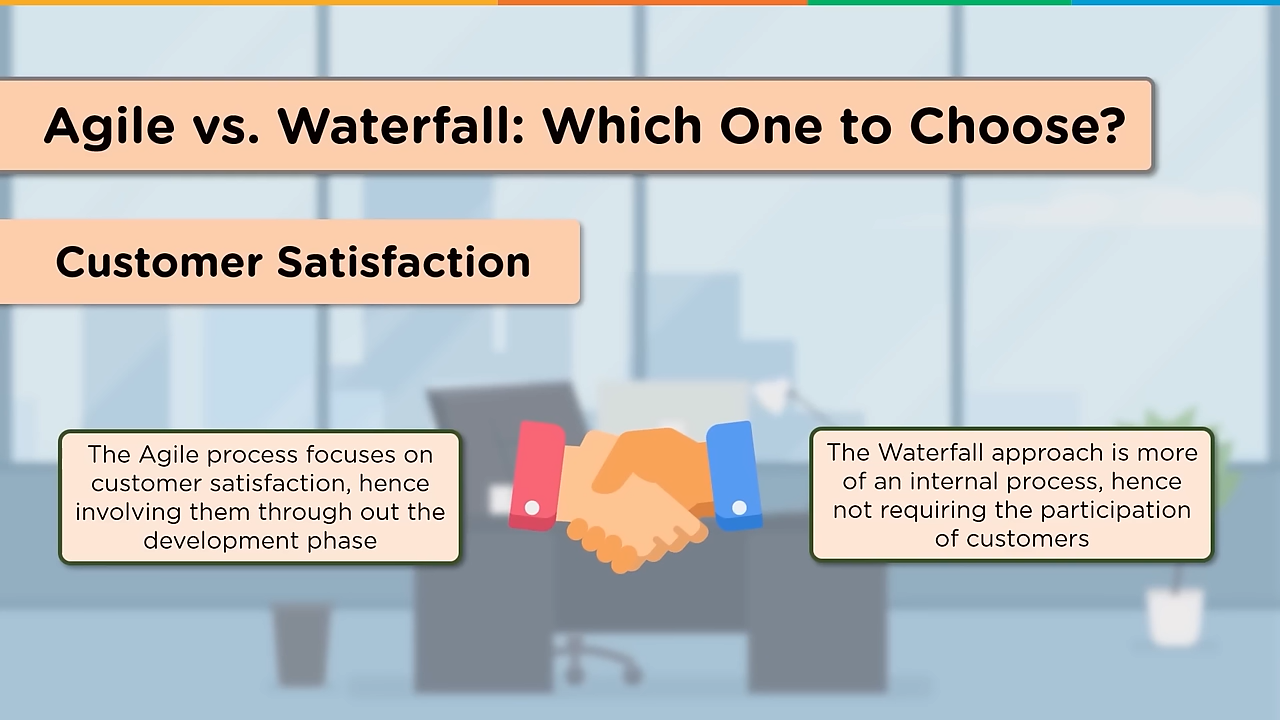 Agile vs. Waterfall: Which One to Choose?
Customer Satisfaction
The Agile process focuses on
customer satisfaction, hence
involving them through out the
development phase
The Waterfall approach is more
of an internal process, hence
not requiring the participation
of customers